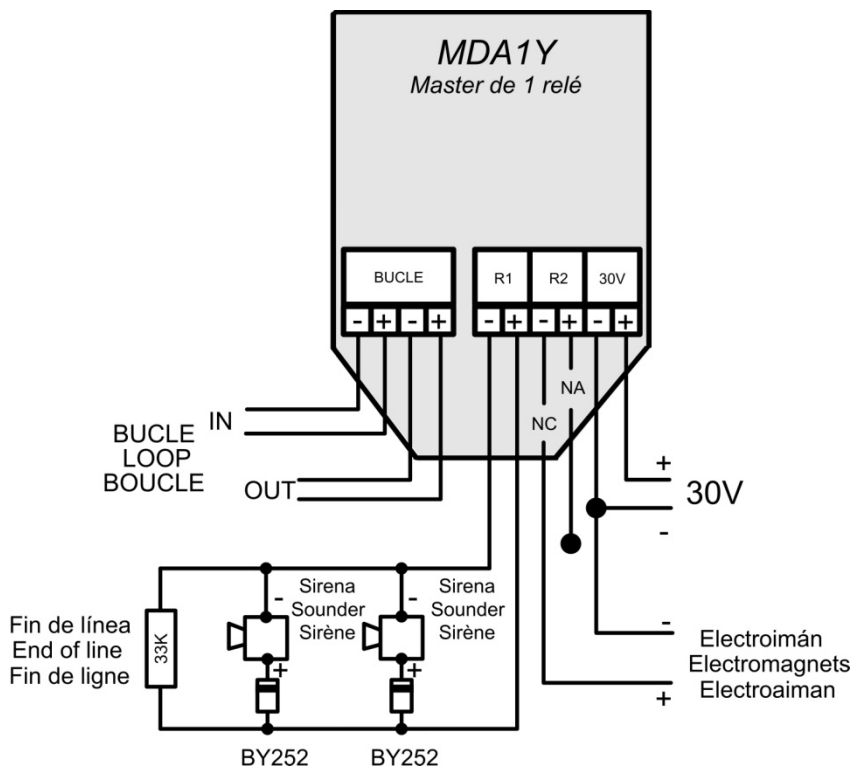 MDA1Y
Master de 1 relé
BUCLE
R1 R2 30V
- + - + - + - + - +
NA
NC
IN
BUCLE
LOOP
BOUCLE
OUT
+
30V
-
Sirena
Sounder
Sirène
-
+
Sirena
Sounder
Sirène
-
+
Fin de línea
End of line
Fin de ligne
33K
BY252 BY252
-
Electroimán
Electromagnets
Electroaiman
+